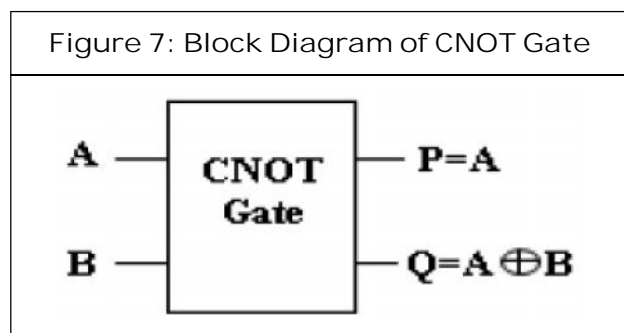 Figure 7: Block Diagram of CNOT Gate
A
CNOT
Gate
P=A
B
Q=A⊕B